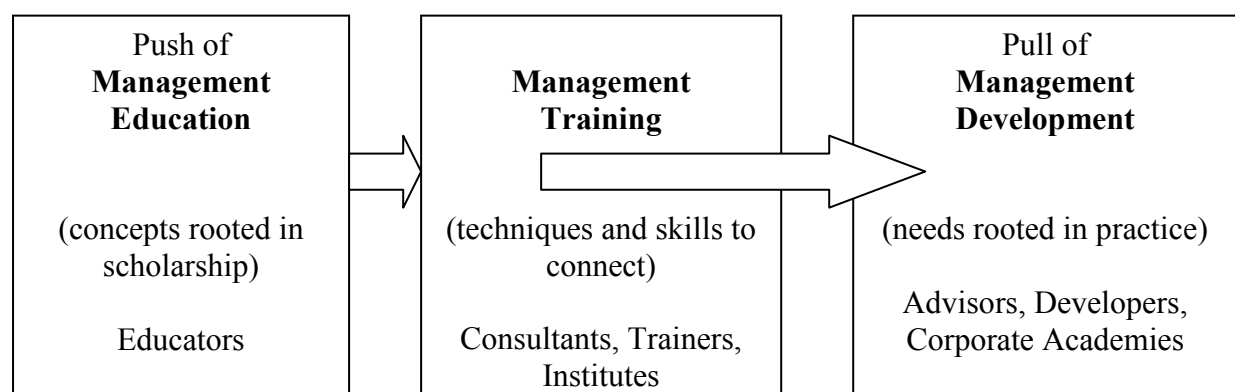 Push of
Management
Education
(concepts rooted in
scholarship)
Educators
Management
Training
(techniques and skills to
connect)
Consultants, Trainers,
Institutes
Pull of
Management
Development
(needs rooted in practice)
Advisors, Developers,
Corporate Academies